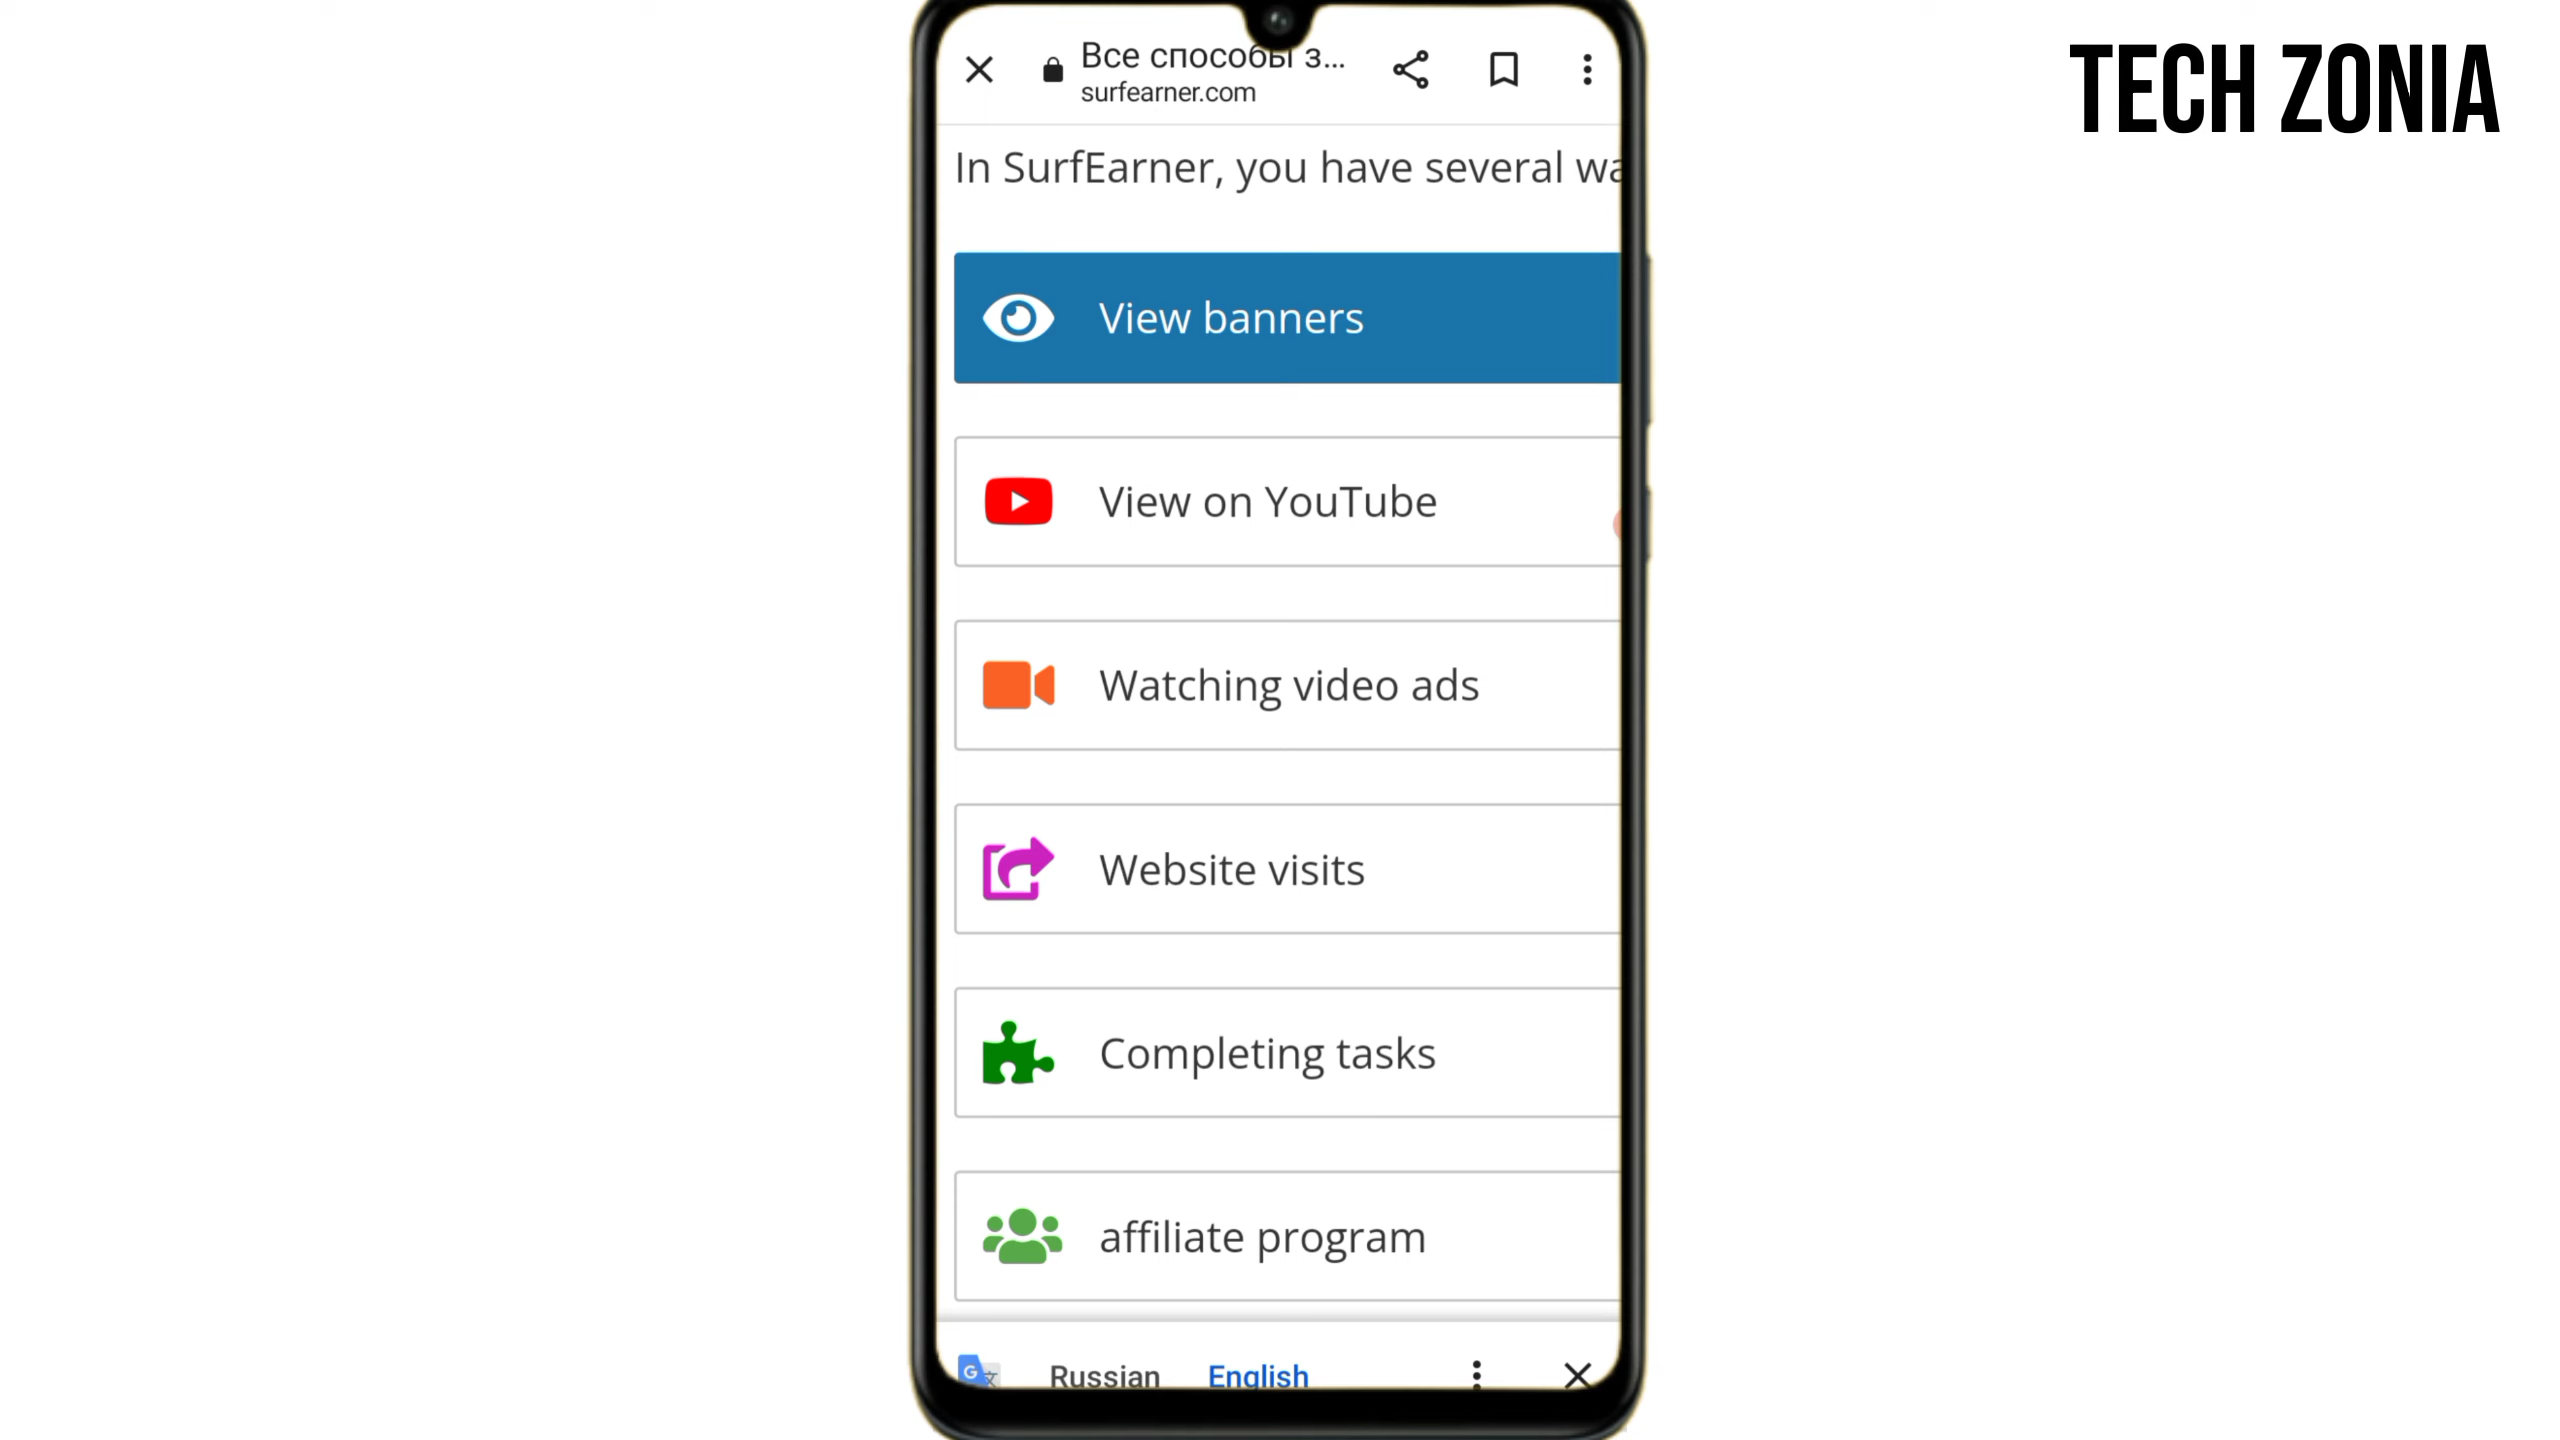 TECH ZONIA
Все способы з...
surfearner.com
In SurfEarner, you have several wa
View banners
View on YouTube
Watching video ads
Website visits
Completing tasks
affiliate program
Russian English